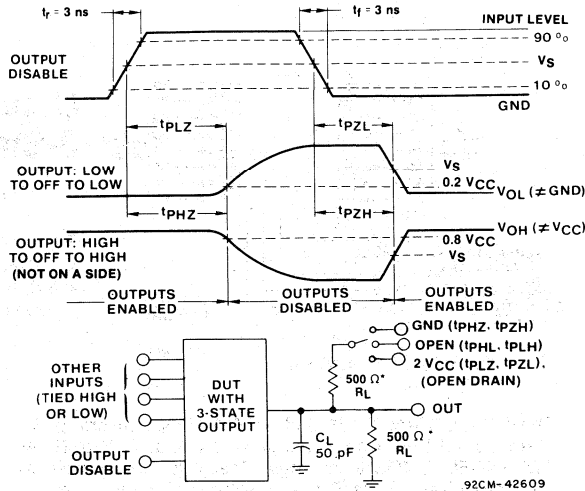 tr = 3 ns
tf = 3 ns
INPUT LEVEL
90 %
VS
10 %
GND
OUTPUT
DISABLE
tPLZ
tPZL
OUTPUT: LOW
TO OFF TO LOW
VS
0.2 VCC
VOL (≠ GND)
tPHZ
tPZH
OUTPUT: HIGH
TO OFF TO HIGH
(NOT ON A SIDE)
VOH (≠ VCC)
0.8 VCC
VS
OUTPUTS
ENABLED
OUTPUTS
DISABLED
OUTPUTS
ENABLED
GND (tPHZ, tPZH)
OPEN (tPHL, tPLH)
2 VCC (tPLZ, tPZL),
(OPEN DRAIN)
OTHER
INPUTS
(TIED HIGH
OR LOW)
DUT
WITH
3-STATE
OUTPUT
500 Ω*
RL
OUT
OUTPUT
DISABLE
CL
50 pF
500 Ω*
RL
92CM-42609